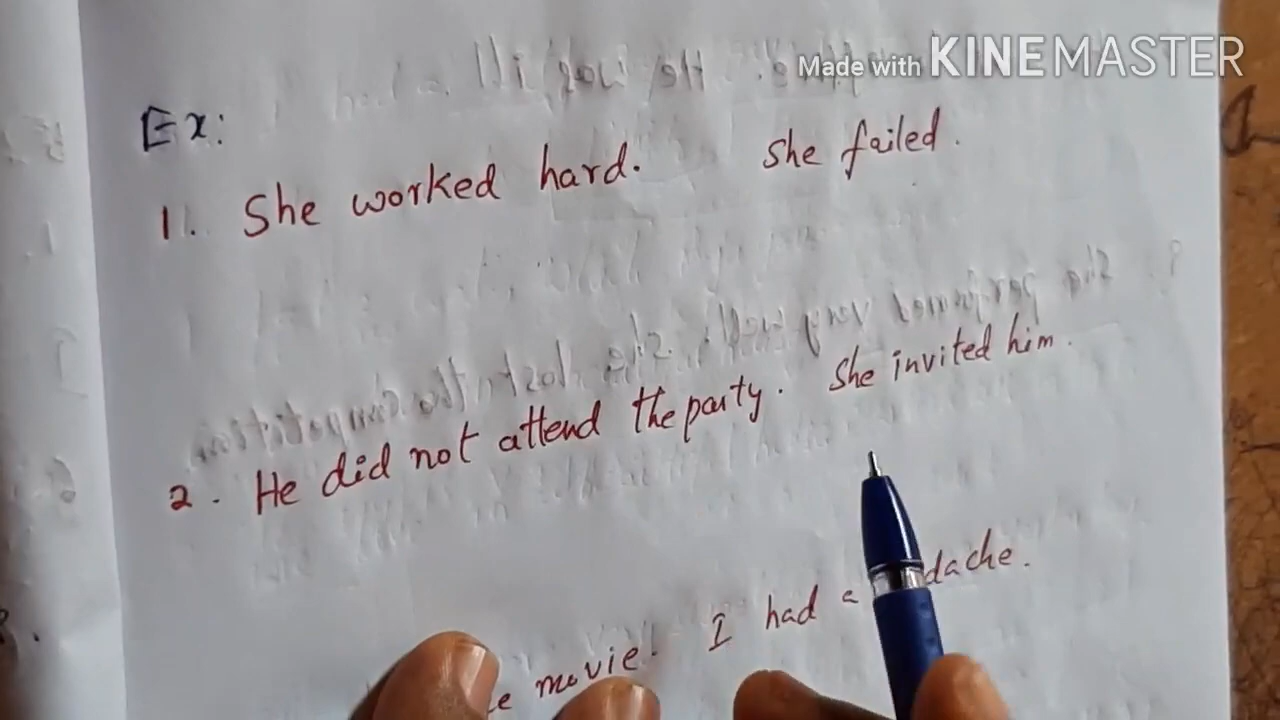 Made with KINEMASTER
Ex:
1. She worked hard. She failed.
2. He did not attend the party. She invited him.
movie. I had a